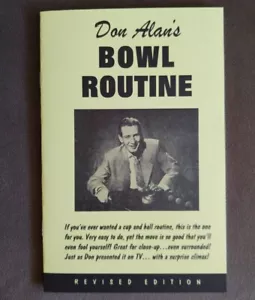 Don Alan's
BOWL
ROUTINE
If you've ever wanted a cup and ball routine, this is the one
for you. Very easy to do, yet the move is so good that you'll
even fool yourself! Great for close-up...even surrounded!
Just as Don presented it on TV... with a surprise climax!
REVISED EDITION